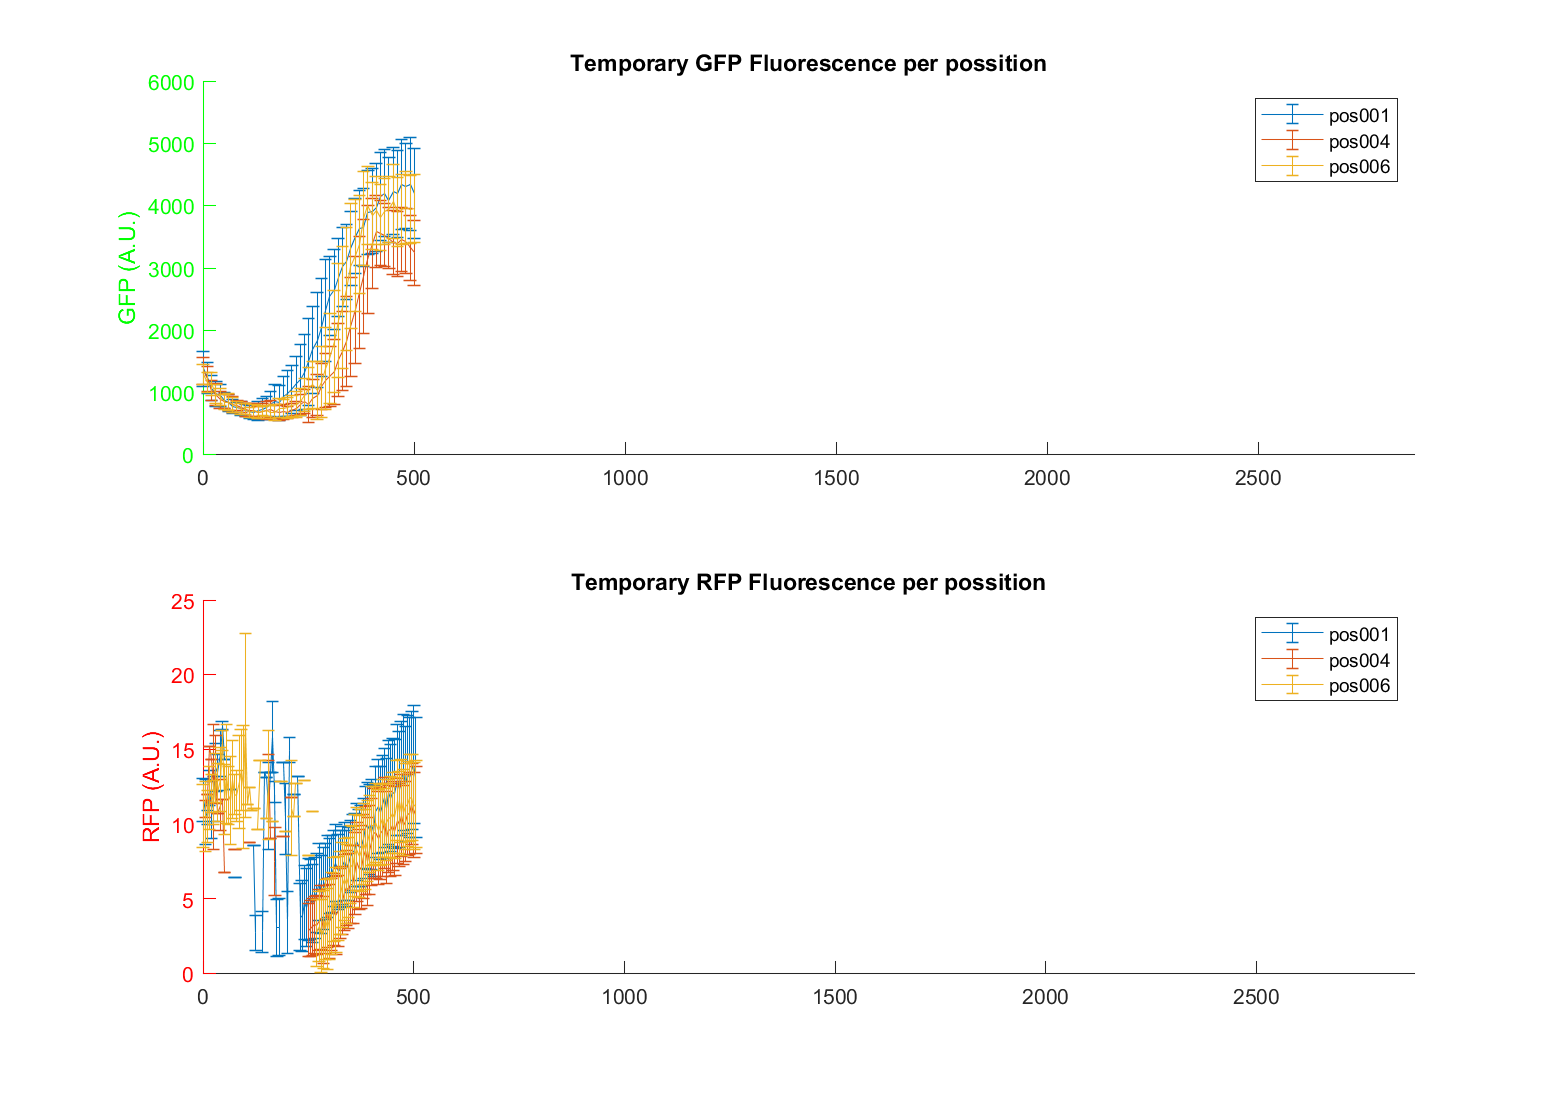 Temporary GFP Fluorescence per possition
6000
5000
4000
3000
2000
1000
0
GFP (A.U.)
pos001
pos004
pos006
0 500 1000 1500 2000 2500
Temporary RFP Fluorescence per possition
25
20
15
10
5
0
RFP (A.U.)
pos001
pos004
pos006
0 500 1000 1500 2000 2500